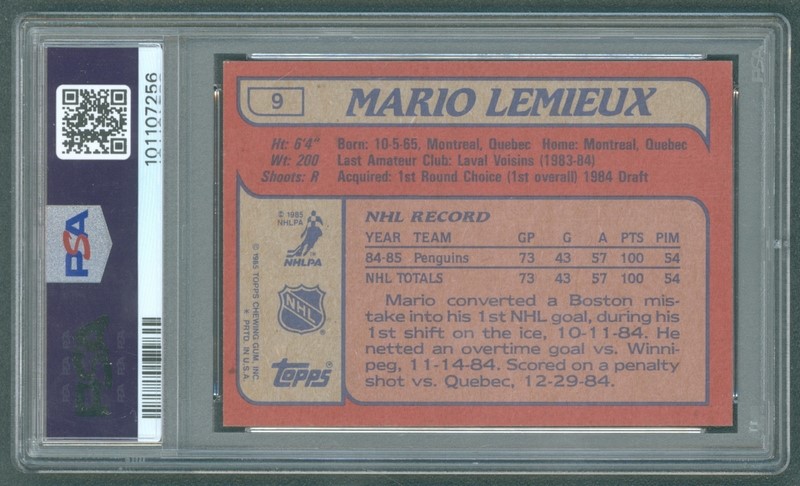 101107256
PSA
PSA
9
MARIO LEMIEUX
Ht: 6'4" Born: 10-5-65, Montreal, Quebec Home: Montreal, Quebec
Wt: 200 Last Amateur Club: Laval Voisins (1983-84)
Shoots: R Acquired: 1st Round Choice (1st overall) 1984 Draft
© 1985
NHLPA
NHLPA
NHL
topps
© 1985 TOPPS CHEWING GUM, INC.
* PRTD. IN U.S.A.
NHL RECORD
YEAR TEAM GP G A PTS PIM
84-85 Penguins 73 43 57 100 54
NHL TOTALS 73 43 57 100 54
Mario converted a Boston mis-
take into his 1st NHL goal, during his
1st shift on the ice, 10-11-84. He
netted an overtime goal vs. Winni-
peg, 11-14-84. Scored on a penalty
shot vs. Quebec, 12-29-84.